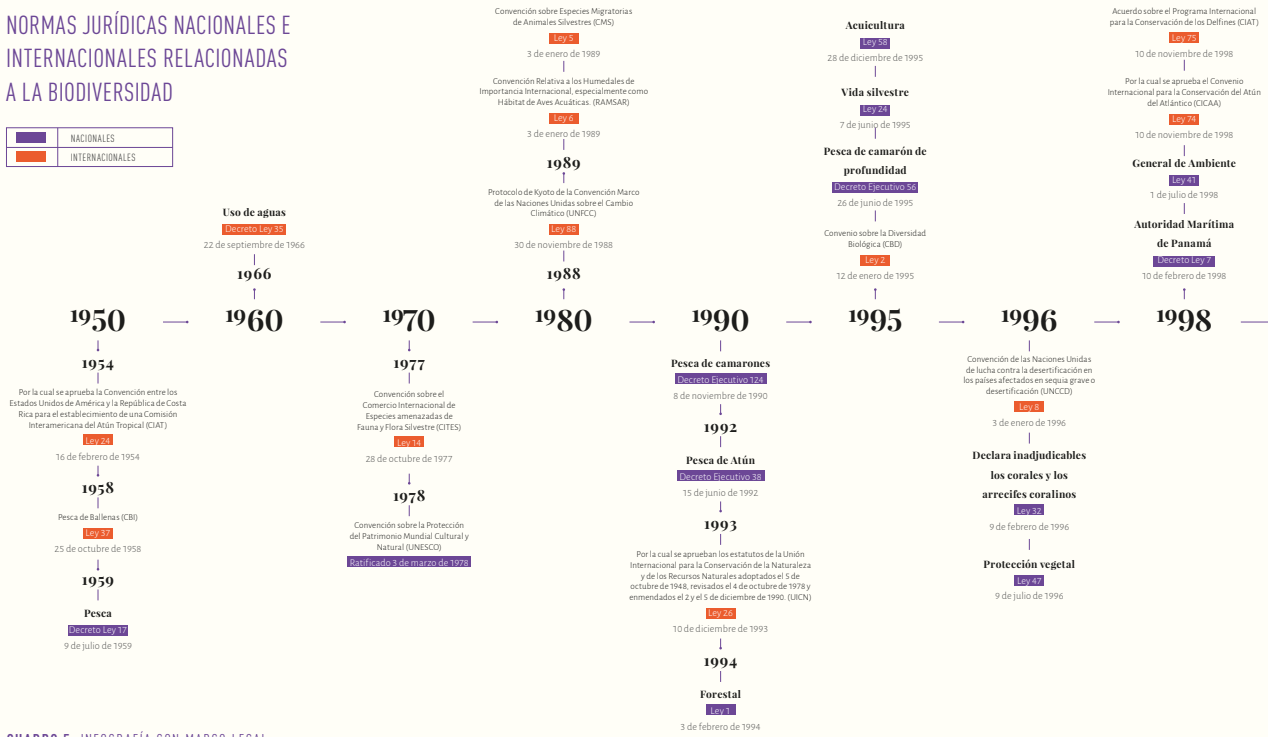 NORMAS JURÍDICAS NACIONALES E
INTERNACIONALES RELACIONADAS
A LA BIODIVERSIDAD
NACIONALES
INTERNACIONALES
1950
1954
Por la cual se aprueba la Convención entre los
Estados Unidos de América y la República de Costa
Rica para el establecimiento de una Comisión
Interamericana del Atún Tropical (CIAT)
Ley 24
16 de febrero de 1954
1958
Pesca de Ballenas (CBI)
Ley 37
25 de octubre de 1958
1959
Pesca
Decreto Ley 17
9 de julio de 1959
Uso de aguas
Decreto Ley 35
22 de septiembre de 1966
1966
1960
1970
1977
Convención sobre el
Comercio Internacional de
Especies amenazadas de
Fauna y Flora Silvestre (CITES)
Ley 14
28 de octubre de 1977
1978
Convención sobre la Protección
del Patrimonio Mundial Cultural y
Natural (UNESCO)
Ratificado 3 de marzo de 1978
Convención sobre Especies Migratorias
de Animales Silvestres (CMS)
Ley 5
3 de enero de 1989
Convención Relativa a los Humedales de
Importancia Internacional, especialmente como
Hábitat de Aves Acuáticas. (RAMSAR)
Ley 6
3 de enero de 1989
1989
Protocolo de Kyoto de la Convención Marco
de las Naciones Unidas sobre el Cambio
Climático (UNFCC)
Ley 88
30 de noviembre de 1988
1988
1980
1990
Pesca de camarones
Decreto Ejecutivo 124
8 de noviembre de 1990
1992
Pesca de Atún
Decreto Ejecutivo 38
15 de junio de 1992
1993
Por la cual se aprueban los estatutos de la Unión
Internacional para la Conservación de la Naturaleza
y de los Recursos Naturales adoptados el 5 de
octubre de 1948, revisados el 4 de octubre de 1978 y
enmendados el 2 y el 5 de diciembre de 1990. (UICN)
Ley 26
10 de diciembre de 1993
1994
Forestal
Ley 1
3 de febrero de 1994
Acuicultura
Ley 58
28 de diciembre de 1995
Vida silvestre
Ley 24
7 de junio de 1995
Pesca de camarón de
profundidad
Decreto Ejecutivo 56
26 de junio de 1995
Convenio sobre la Diversidad
Biológica (CBD)
Ley 2
12 de enero de 1995
1995
1996
Convención de las Naciones Unidas
de lucha contra la desertificación en
los países afectados en sequia grave o
desertificación (UNCCD)
Ley 8
3 de enero de 1996
Declara inadjudicables
los corales y los
arrecifes coralinos
Ley 32
9 de febrero de 1996
Protección vegetal
Ley 47
9 de julio de 1996
Acuerdo sobre el Programa Internacional
para la Conservación de los Delfines (CIAT)
Ley 75
10 de noviembre de 1998
Por la cual se aprueba el Convenio
Internacional para la Conservación del Atún
del Atlántico (CICAA)
Ley 74
10 de noviembre de 1998
General de Ambiente
Ley 41
1 de julio de 1998
Autoridad Marítima
de Panamá
Decreto Ley 7
10 de febrero de 1998
1998
CUADRO 5. INFOGRAFÍA CON MARCO LEGAL